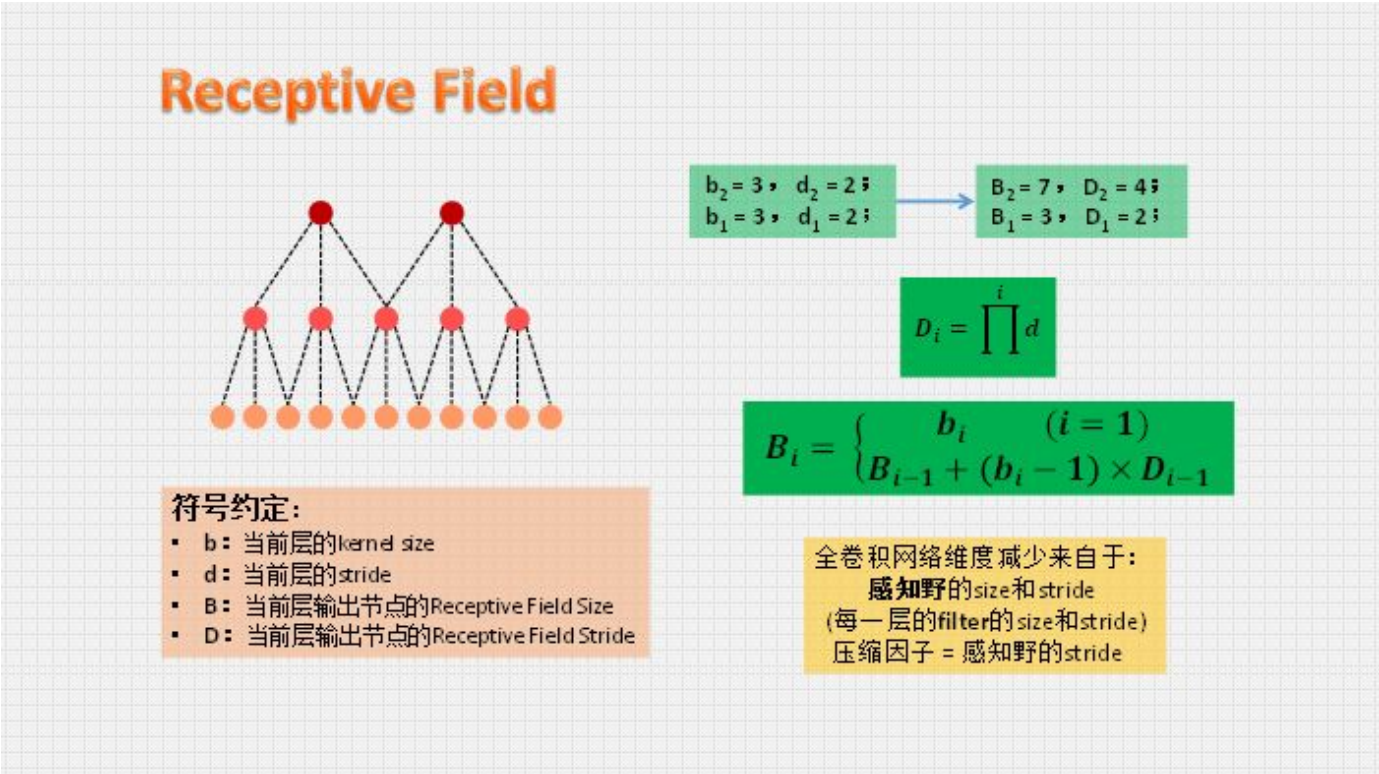 Receptive Field
b₂ = 3， d₂ = 2；
b₁ = 3， d₁ = 2；
B₂ = 7， D₂ = 4；
B₁ = 3， D₁ = 2；
Dᵢ = ∏ⁱ d
Bᵢ = { bᵢ (i = 1)
Bᵢ₋₁ + (bᵢ − 1) × Dᵢ₋₁
符号约定：
▪ b：当前层的kernel size
▪ d：当前层的stride
▪ B：当前层输出节点的Receptive Field Size
▪ D：当前层输出节点的Receptive Field Stride
全卷积网络维度减少来自于：
感知野的size和stride
(每一层的filter的size和stride)
压缩因子 = 感知野的stride